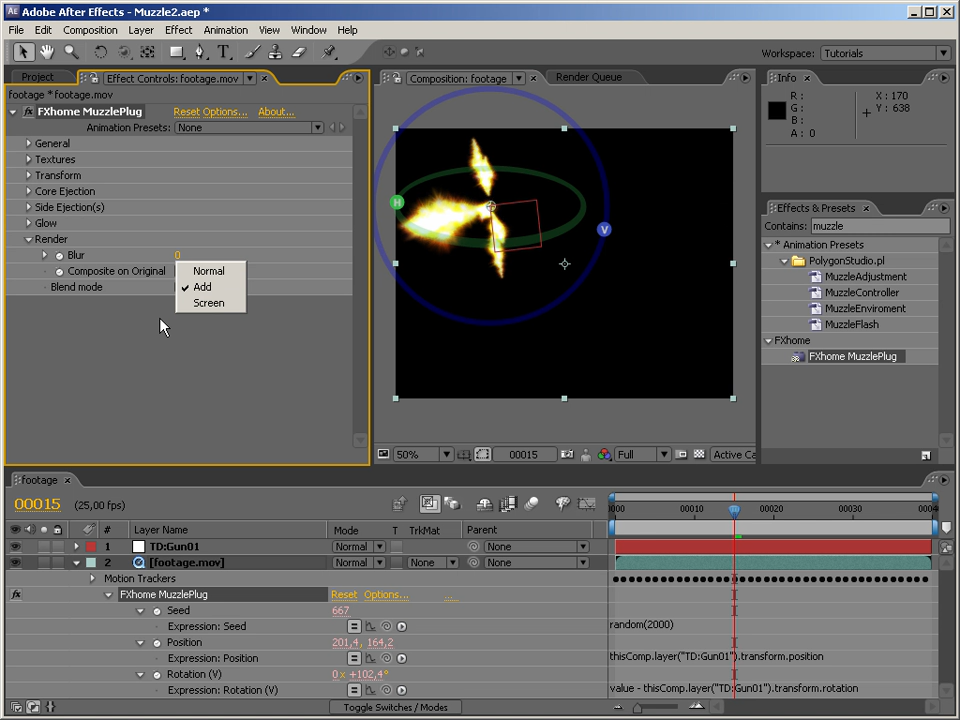 Adobe After Effects - Muzzle2.aep *
File Edit Composition Layer Effect Animation View Window Help
Workspace: Tutorials
Project Effect Controls: footage.mov
footage * footage.mov
FXhome MuzzlePlug Reset Options... About...
Animation Presets: None
General
Textures
Transform
Core Ejection
Side Ejection(s)
Glow
Render
Blur 0
Composite on Original
Blend mode
Normal
Add
Screen
Composition: footage Render Queue
H
V
50% 00015 Full Active Ca
Info
R :
G :
B :
A : 0
X : 170
Y : 638
Effects & Presets
Contains: muzzle
* Animation Presets
PolygonStudio.pl
MuzzleAdjustment
MuzzleController
MuzzleEnviroment
MuzzleFlash
FXhome
FXhome MuzzlePlug
footage
00015 (25,00 fps)
# Layer Name Mode T TrkMat Parent
0000 00010 00020 00030 0004
1 TD:Gun01 Normal None
2 [footage.mov] Normal None None
Motion Trackers
FXhome MuzzlePlug Reset Options... ...
Seed 667
Expression: Seed random(2000)
Position 201,4, 164,2
Expression: Position thisComp.layer("TD:Gun01").transform.position
Rotation (V) 0x+102,4°
Expression: Rotation (V) value - thisComp.layer("TD:Gun01").transform.rotation
Toggle Switches / Modes